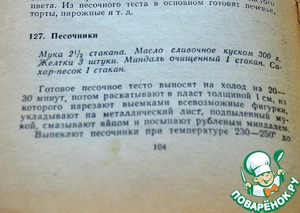 цвета. Из песочного теста в основном готовят печенье,
торты, пирожные и т. д.
127. Песочники
Мука 2½ стакана. Масло сливочное куском 300 г.
Желтки 3 штуки. Миндаль очищенный 1 стакан. Са-
хар-песок 1 стакан.
Готовое песочное тесто выносят на холод на 20—
30 минут, потом раскатывают в пласт толщиной 1 см, из
которого нарезают выемками всевозможные фигурки,
укладывают на металлический лист, подпыленный му-
кой, смазывают яйцом и посыпают рубленым миндалем.
Выпекают песочники при температуре 230—250° до
104
Поварёнок.ру